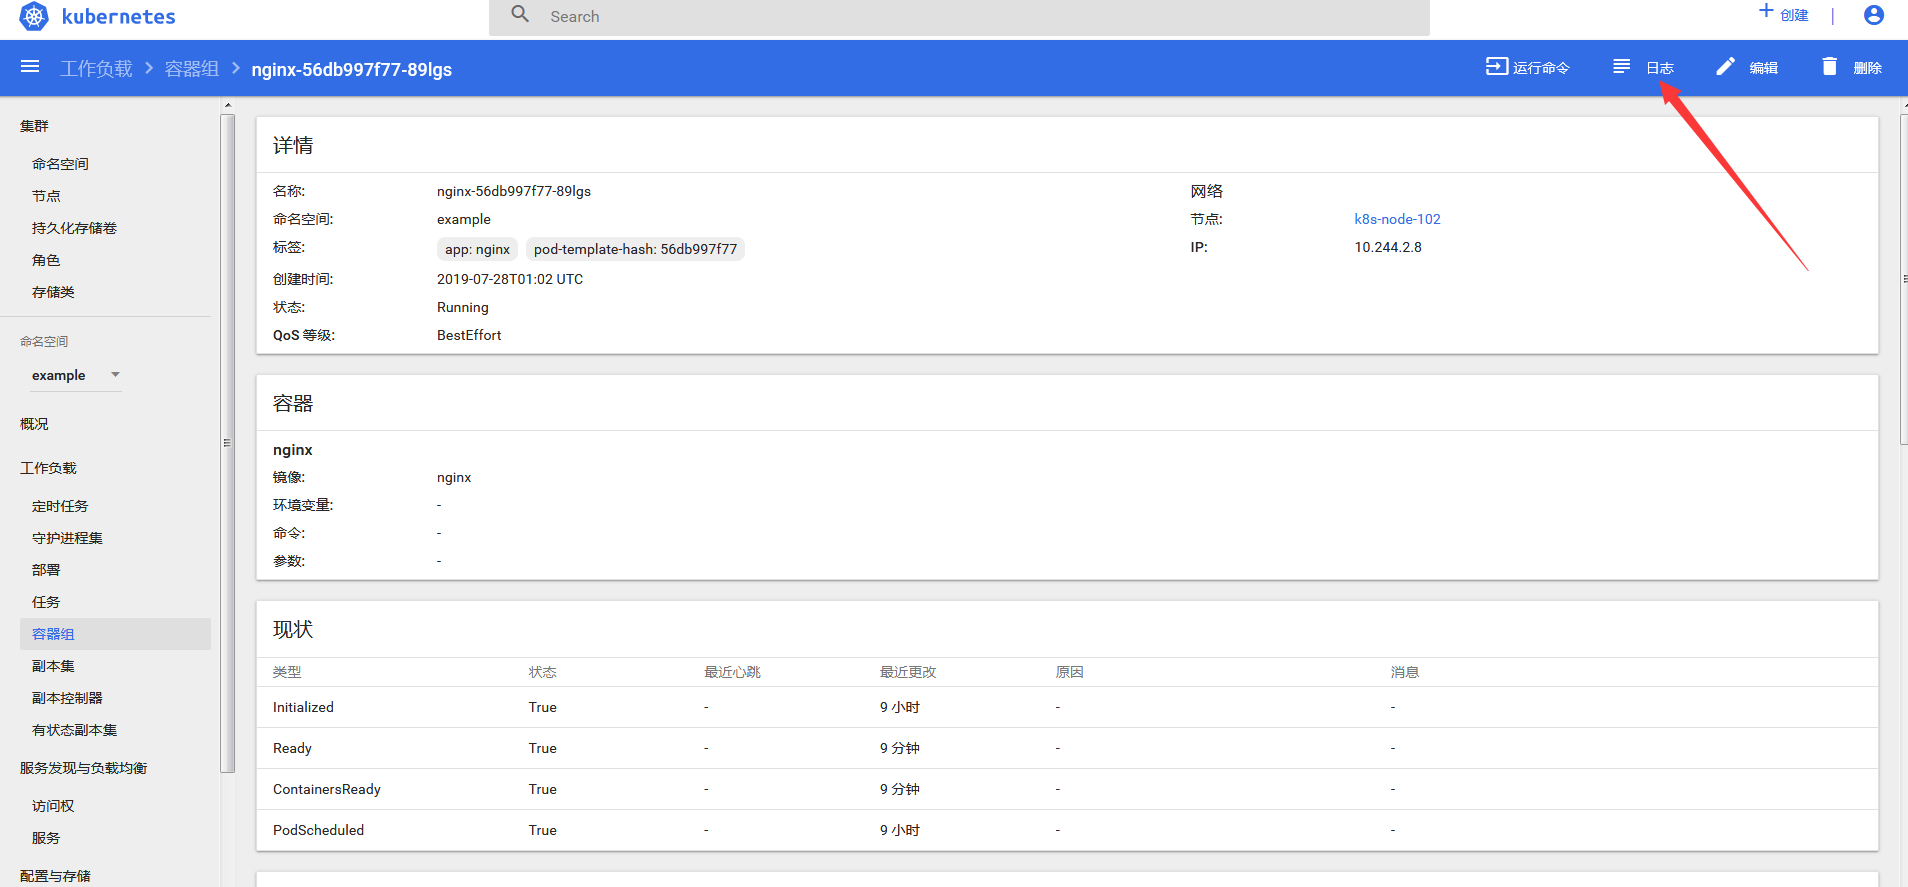 kubernetes
Search
创建
工作负载 > 容器组 > nginx-56db997f77-89lgs
运行命令 日志 编辑 删除
集群
命名空间
节点
持久化存储卷
角色
存储类
命名空间
example
概况
工作负载
定时任务
守护进程集
部署
任务
容器组
副本集
副本控制器
有状态副本集
服务发现与负载均衡
访问权
服务
配置与存储
详情
名称: nginx-56db997f77-89lgs
命名空间: example
标签: app: nginx pod-template-hash: 56db997f77
创建时间: 2019-07-28T01:02 UTC
状态: Running
QoS 等级: BestEffort
网络
节点: k8s-node-102
IP: 10.244.2.8
容器
nginx
镜像: nginx
环境变量: -
命令: -
参数: -
现状
类型 状态 最近心跳 最近更改 原因 消息
Initialized True - 9 小时 - -
Ready True - 9 分钟 - -
ContainersReady True - 9 分钟 - -
PodScheduled True - 9 小时 - -